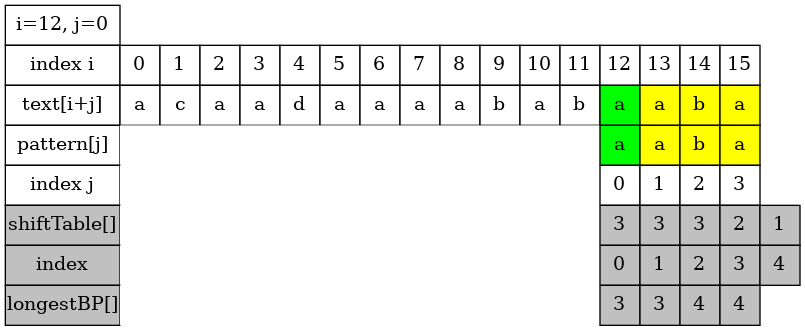 i=12, j=0
index i 0 1 2 3 4 5 6 7 8 9 10 11 12 13 14 15
text[i+j] a c a a d a a a a b a b a a b a
pattern[j] a a b a
index j 0 1 2 3
shiftTable[] 3 3 3 2 1
index 0 1 2 3 4
longestBP[] 3 3 4 4